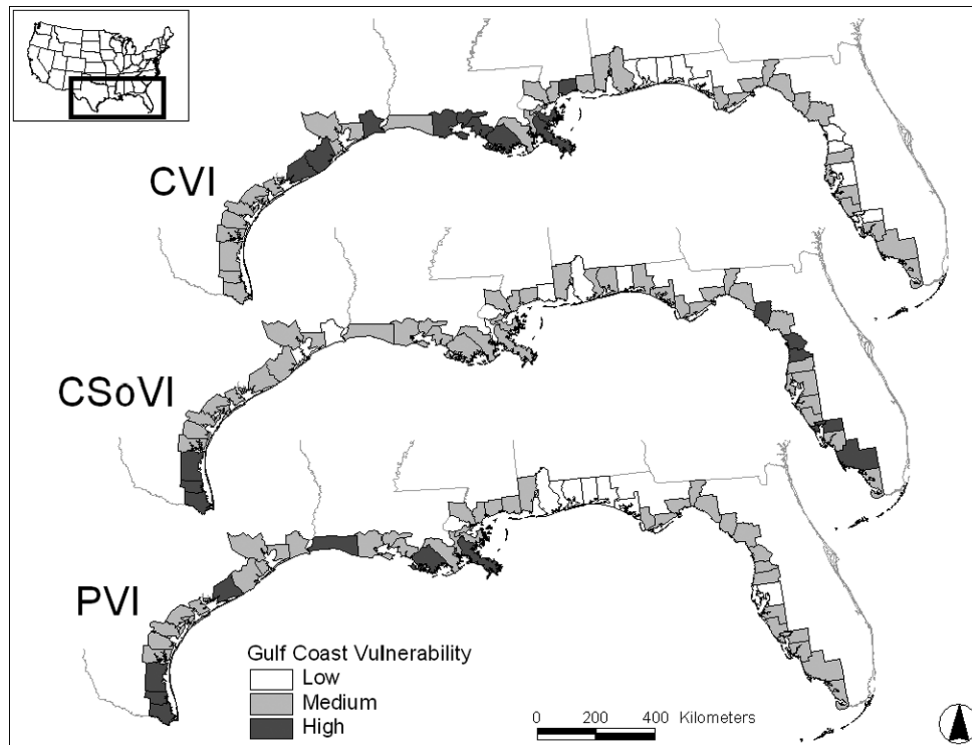 CVI
CSoVI
PVI
Gulf Coast Vulnerability
Low
Medium
High
0 200 400 Kilometers